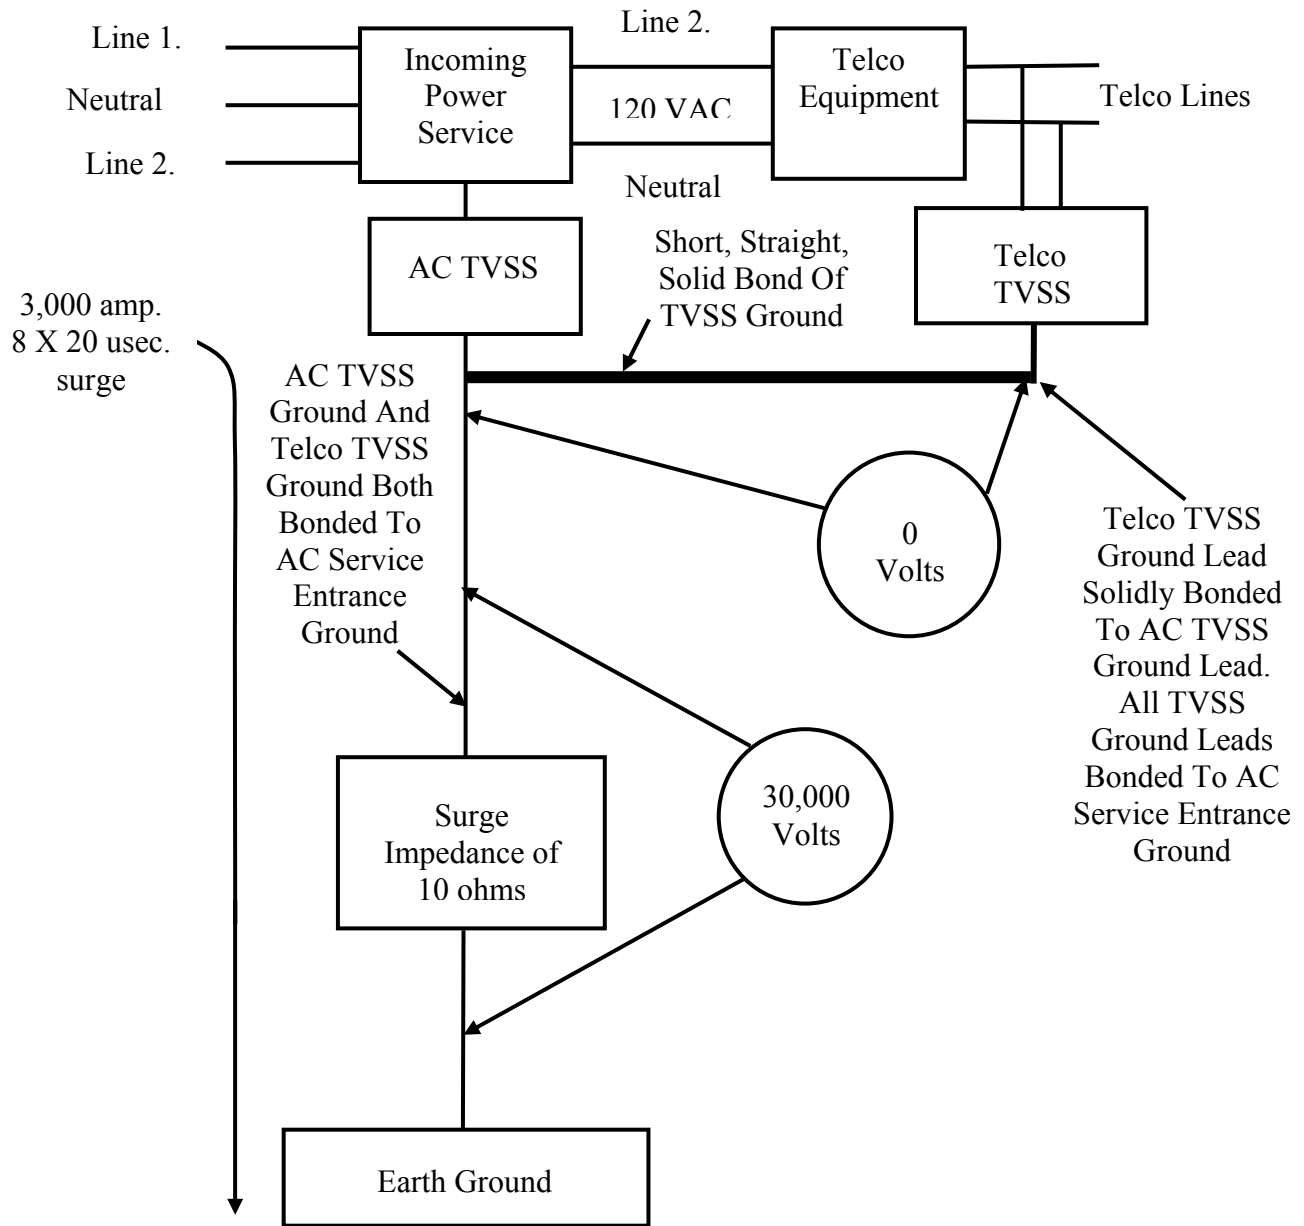 Line 1.
Neutral
Line 2.
Incoming
Power
Service
Line 2.
120 VAC
Neutral
Telco
Equipment
Telco Lines
AC TVSS
Short, Straight,
Solid Bond Of
TVSS Ground
Telco
TVSS
3,000 amp.
8 X 20 usec.
surge
AC TVSS
Ground And
Telco TVSS
Ground Both
Bonded To
AC Service
Entrance
Ground
0
Volts
Telco TVSS
Ground Lead
Solidly Bonded
To AC TVSS
Ground Lead.
All TVSS
Ground Leads
Bonded To AC
Service Entrance
Ground
30,000
Volts
Surge
Impedance of
10 ohms
Earth Ground